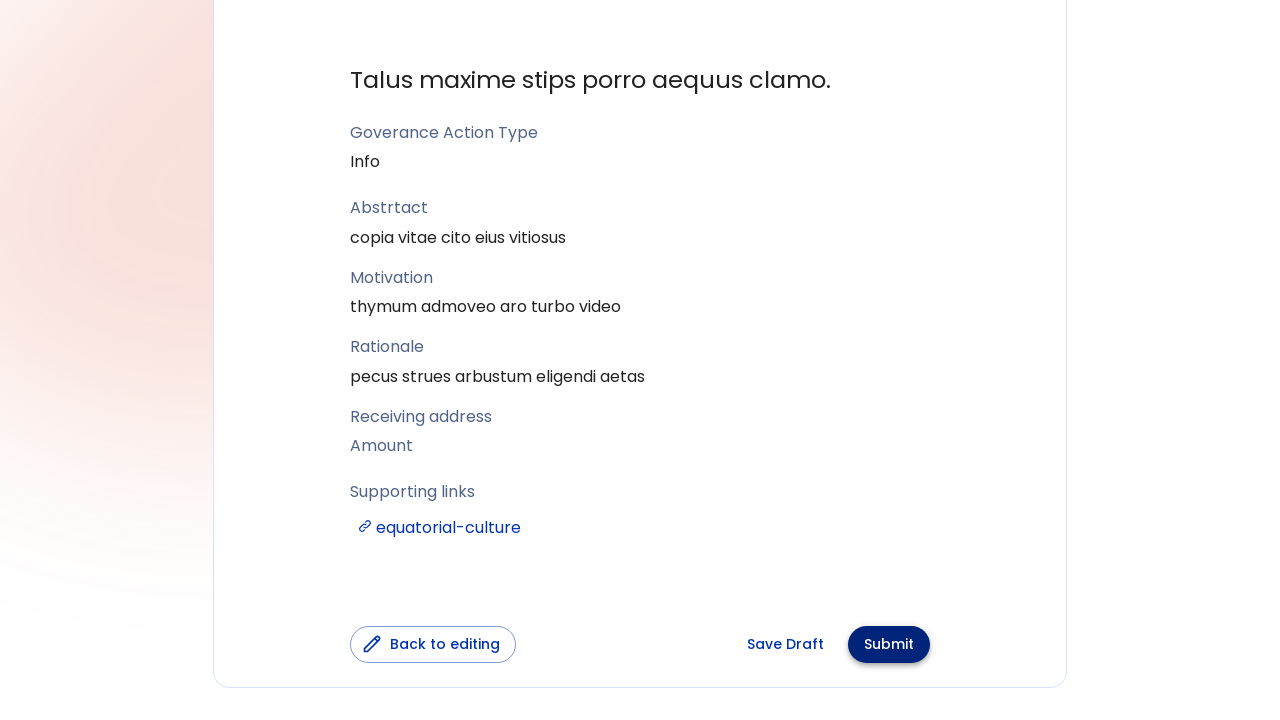 Talus maxime stips porro aequus clamo.
Goverance Action Type
Info
Abstrtact
copia vitae cito eius vitiosus
Motivation
thymum admoveo aro turbo video
Rationale
pecus strues arbustum eligendi aetas
Receiving address
Amount
Supporting links
equatorial-culture
Back to editing
Save Draft
Submit